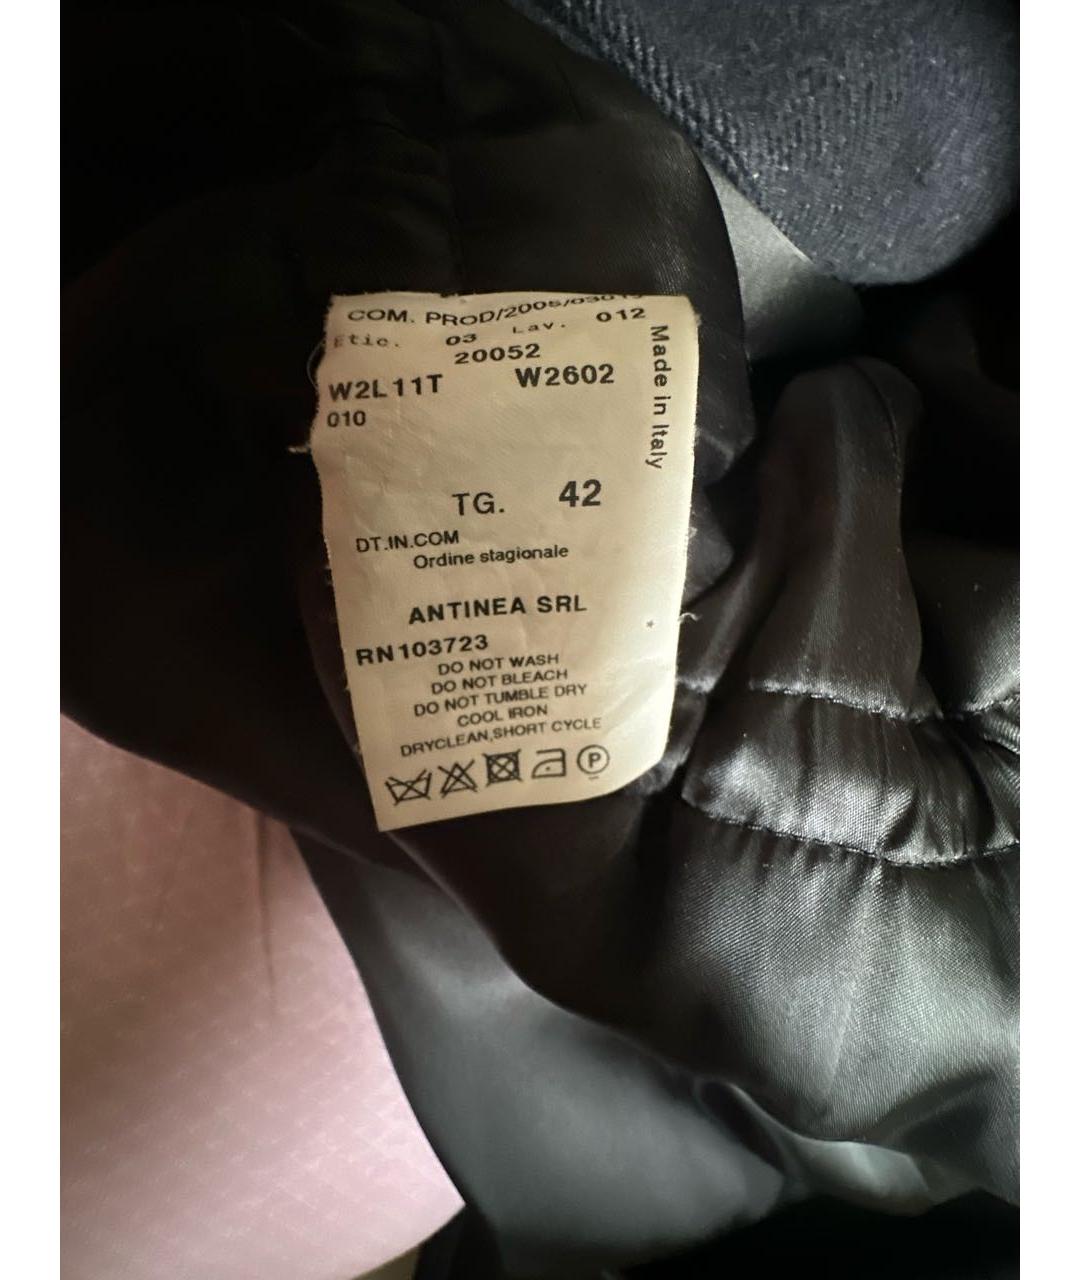 COM. PROD/2005/03019
Etic. 03 Lav. 012
20052
W2L11T W2602
010
Made in Italy
TG. 42
DT.IN.COM
Ordine stagionale
ANTINEA SRL
RN103723
DO NOT WASH
DO NOT BLEACH
DO NOT TUMBLE DRY
COOL IRON
DRYCLEAN,SHORT CYCLE
P